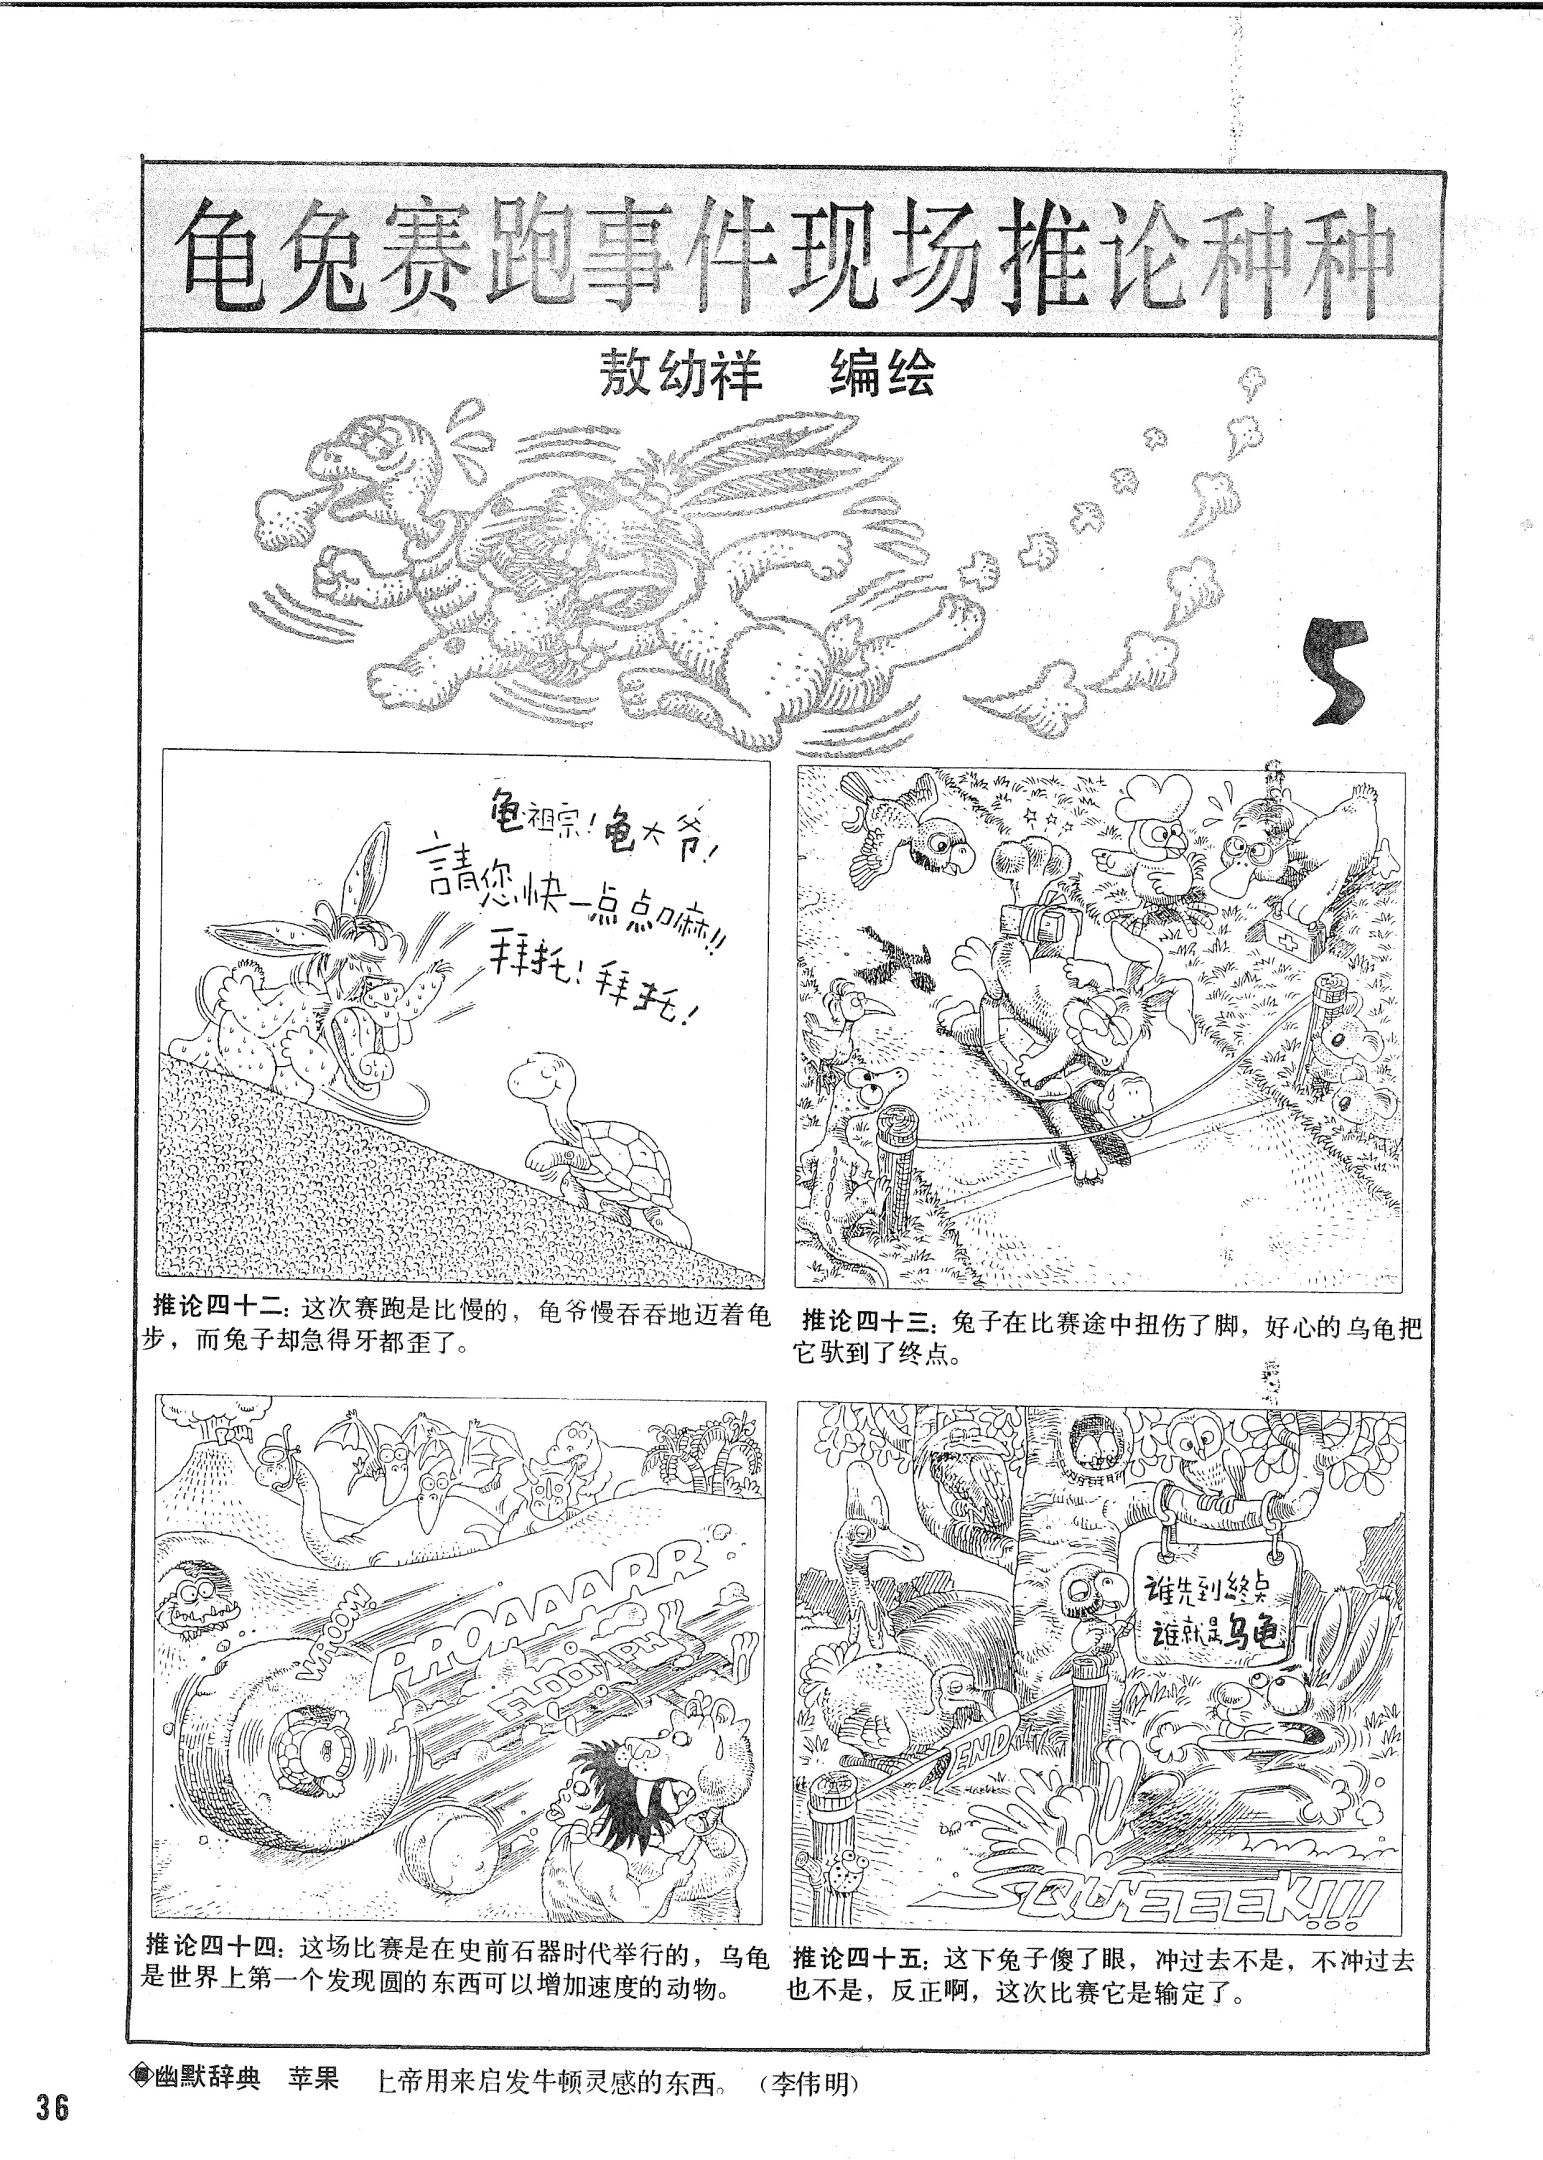 龟兔赛跑事件现场推论种种
敖幼祥 编绘
5
龟祖宗！龟大爷！
請您快一点点嘛!!
拜托！拜托！
推论四十二：这次赛跑是比慢的，龟爷慢吞吞地迈着龟
步，而兔子却急得牙都歪了。
推论四十三：兔子在比赛途中扭伤了脚，好心的乌龟把
它驮到了终点。
WHOOM!
PROAAARR
FLOOMPH
推论四十四：这场比赛是在史前石器时代举行的，乌龟
是世界上第一个发现圆的东西可以增加速度的动物。
谁先到终点
谁就是乌龟
END
SQUEEEK!!!
推论四十五：这下兔子傻了眼，冲过去不是，不冲过去
也不是，反正啊，这次比赛它是输定了。
幽默辞典 苹果 上帝用来启发牛顿灵感的东西。（李伟明）
36